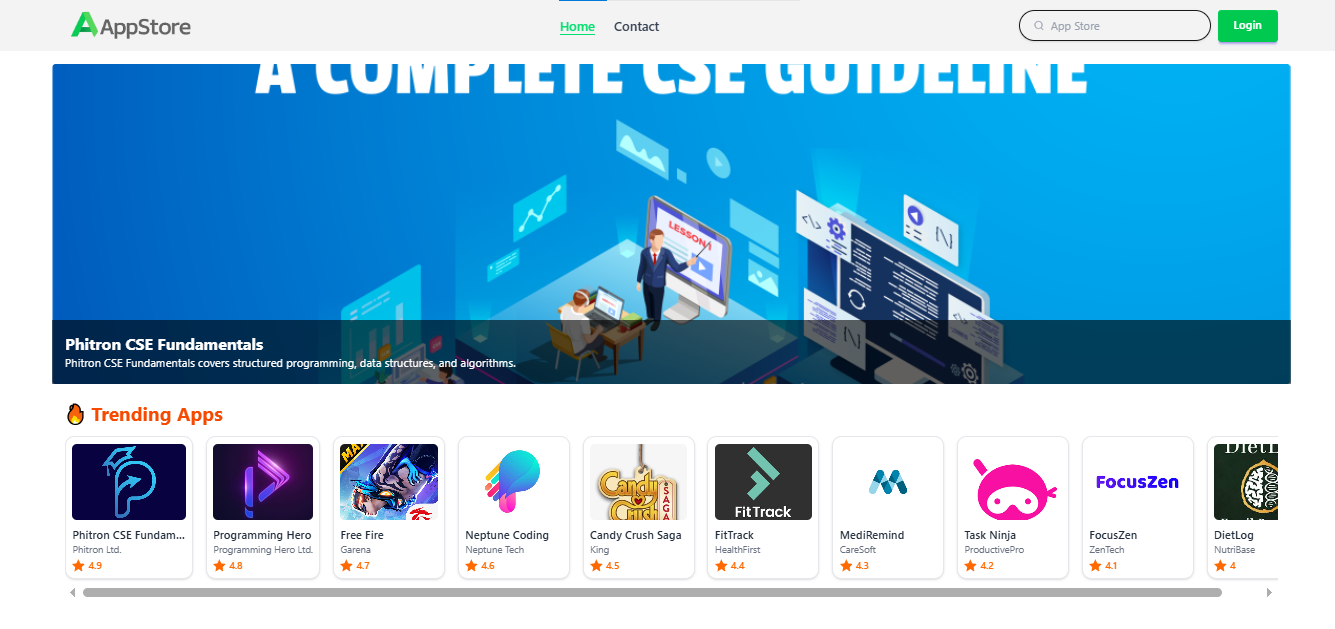 AppStore
Home
Contact
App Store
Login
A COMPLETE CSE GUIDELINE
LESSON 1
Phitron CSE Fundamentals
Phitron CSE Fundamentals covers structured programming, data structures, and algorithms.
Trending Apps
Phitron CSE Fundam...
Phitron Ltd.
4.9
Programming Hero
Programming Hero Ltd.
4.8
MAX
Free Fire
Garena
4.7
Neptune Coding
Neptune Tech
4.6
Candy
Crush
SAGA
Candy Crush Saga
King
4.5
FitTrack
FitTrack
HealthFirst
4.4
MediRemind
CareSoft
4.3
Task Ninja
ProductivePro
4.2
FocusZen
FocusZen
ZenTech
4.1
DietL
DietLog
NutriBase
4